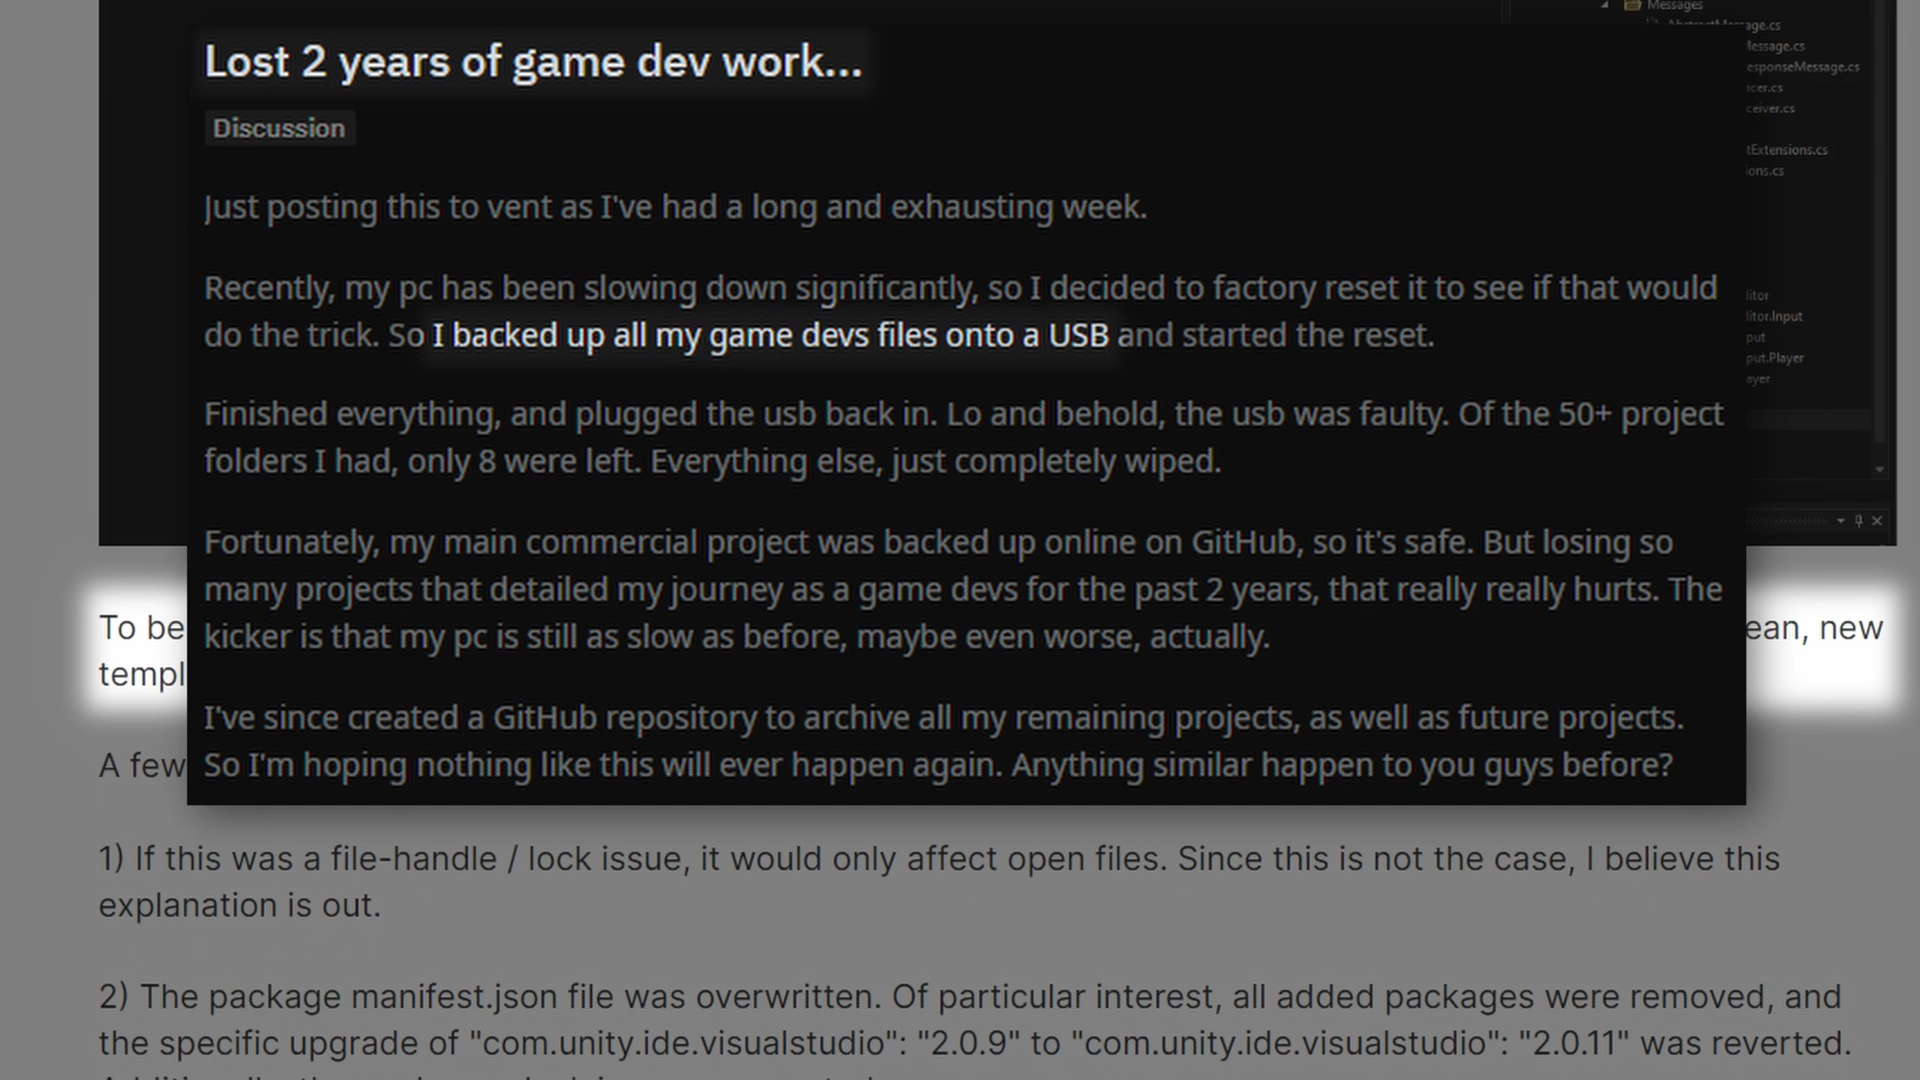 Messages
AbstractMessage.cs
Message.cs
esponseMessage.cs
icer.cs
ceiver.cs
tExtensions.cs
ions.cs
litor
litor.Input
put
put.Player
ayer
Lost 2 years of game dev work...
Discussion
Just posting this to vent as I've had a long and exhausting week.
Recently, my pc has been slowing down significantly, so I decided to factory reset it to see if that would
do the trick. So I backed up all my game devs files onto a USB and started the reset.
Finished everything, and plugged the usb back in. Lo and behold, the usb was faulty. Of the 50+ project
folders I had, only 8 were left. Everything else, just completely wiped.
Fortunately, my main commercial project was backed up online on GitHub, so it's safe. But losing so
many projects that detailed my journey as a game devs for the past 2 years, that really really hurts. The
kicker is that my pc is still as slow as before, maybe even worse, actually.
I've since created a GitHub repository to archive all my remaining projects, as well as future projects.
So I'm hoping nothing like this will ever happen again. Anything similar happen to you guys before?
To be ean, new
templ
A few
1) If this was a file-handle / lock issue, it would only affect open files. Since this is not the case, I believe this
explanation is out.
2) The package manifest.json file was overwritten. Of particular interest, all added packages were removed, and
the specific upgrade of "com.unity.ide.visualstudio": "2.0.9" to "com.unity.ide.visualstudio": "2.0.11" was reverted.